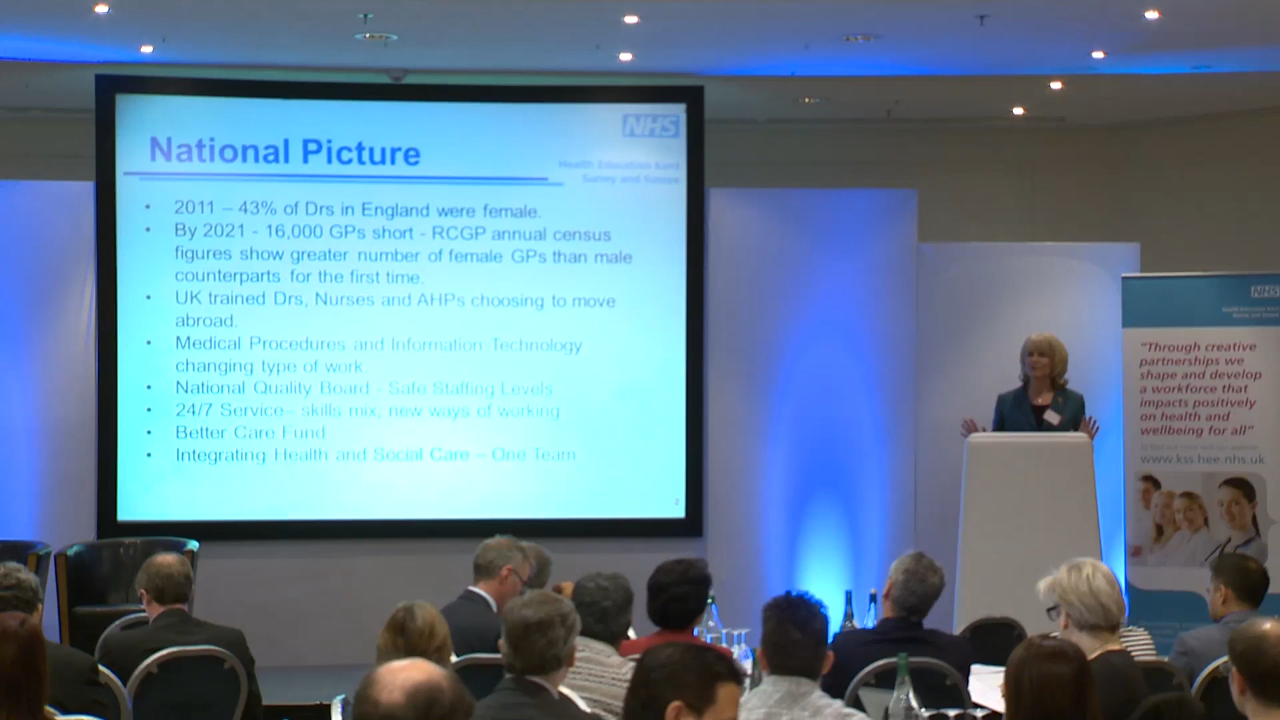 NHS
National Picture
Health Education Kent
Surrey and Sussex
• 2011 – 43% of Drs in England were female.
• By 2021 - 16,000 GPs short - RCGP annual census
figures show greater number of female GPs than male
counterparts for the first time.
• UK trained Drs, Nurses and AHPs choosing to move
abroad.
• Medical Procedures and Information Technology
changing type of work.
• National Quality Board - Safe Staffing Levels
• 24/7 Service – skills mix, new ways of working
• Better Care Fund
• Integrating Health and Social Care – One Team
2
NHS
"Through creative
partnerships we
shape and develop
a workforce that
impacts positively
on health and
wellbeing for all"
www.kss.hee.nhs.uk